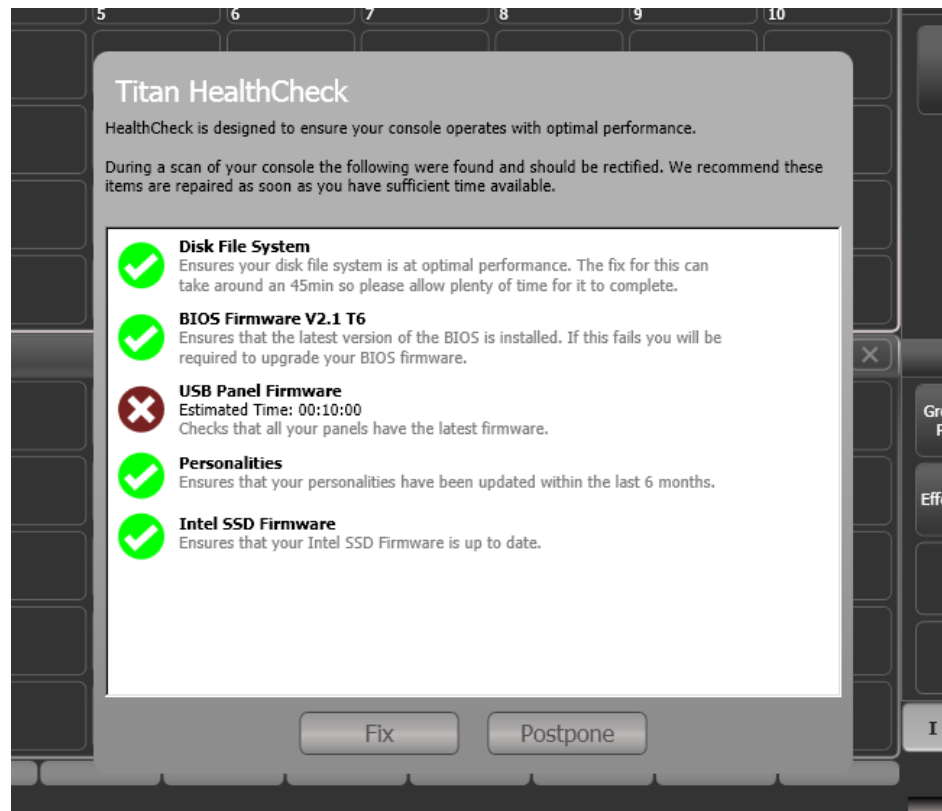 5 6 7 8 9 10
Titan HealthCheck
HealthCheck is designed to ensure your console operates with optimal performance.
During a scan of your console the following were found and should be rectified. We recommend these
items are repaired as soon as you have sufficient time available.
Disk File System
Ensures your disk file system is at optimal performance. The fix for this can
take around an 45min so please allow plenty of time for it to complete.
BIOS Firmware V2.1 T6
Ensures that the latest version of the BIOS is installed. If this fails you will be
required to upgrade your BIOS firmware.
USB Panel Firmware
Estimated Time: 00:10:00
Checks that all your panels have the latest firmware.
Personalities
Ensures that your personalities have been updated within the last 6 months.
Intel SSD Firmware
Ensures that your Intel SSD Firmware is up to date.
Fix
Postpone